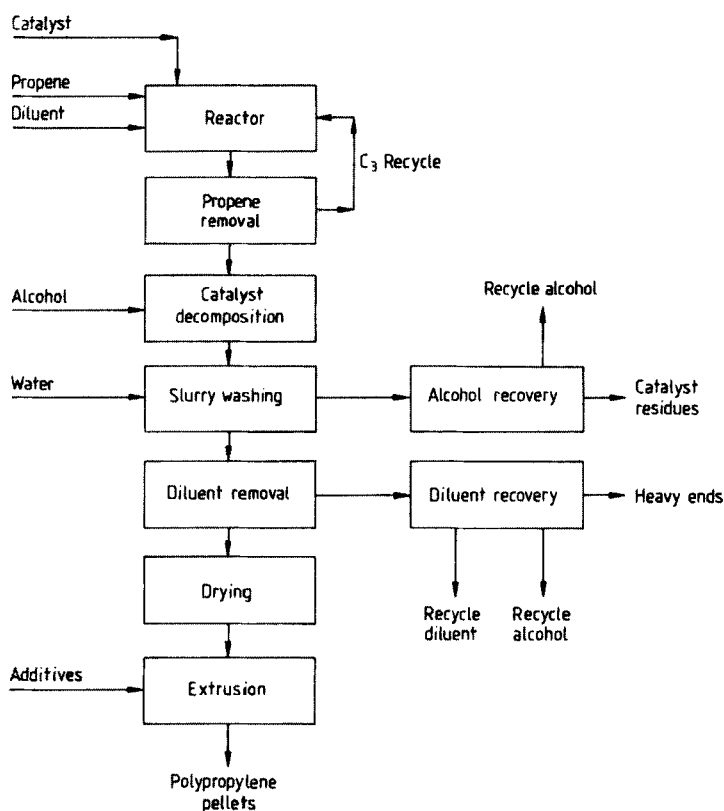 Catalyst
Propene
Diluent
Reactor
C₃ Recycle
Propene
removal
Alcohol
Catalyst
decomposition
Recycle alcohol
Water
Slurry washing
Alcohol recovery
Catalyst
residues
Diluent removal
Diluent recovery
Heavy ends
Drying
Recycle
diluent
Recycle
alcohol
Additives
Extrusion
Polypropylene
pellets